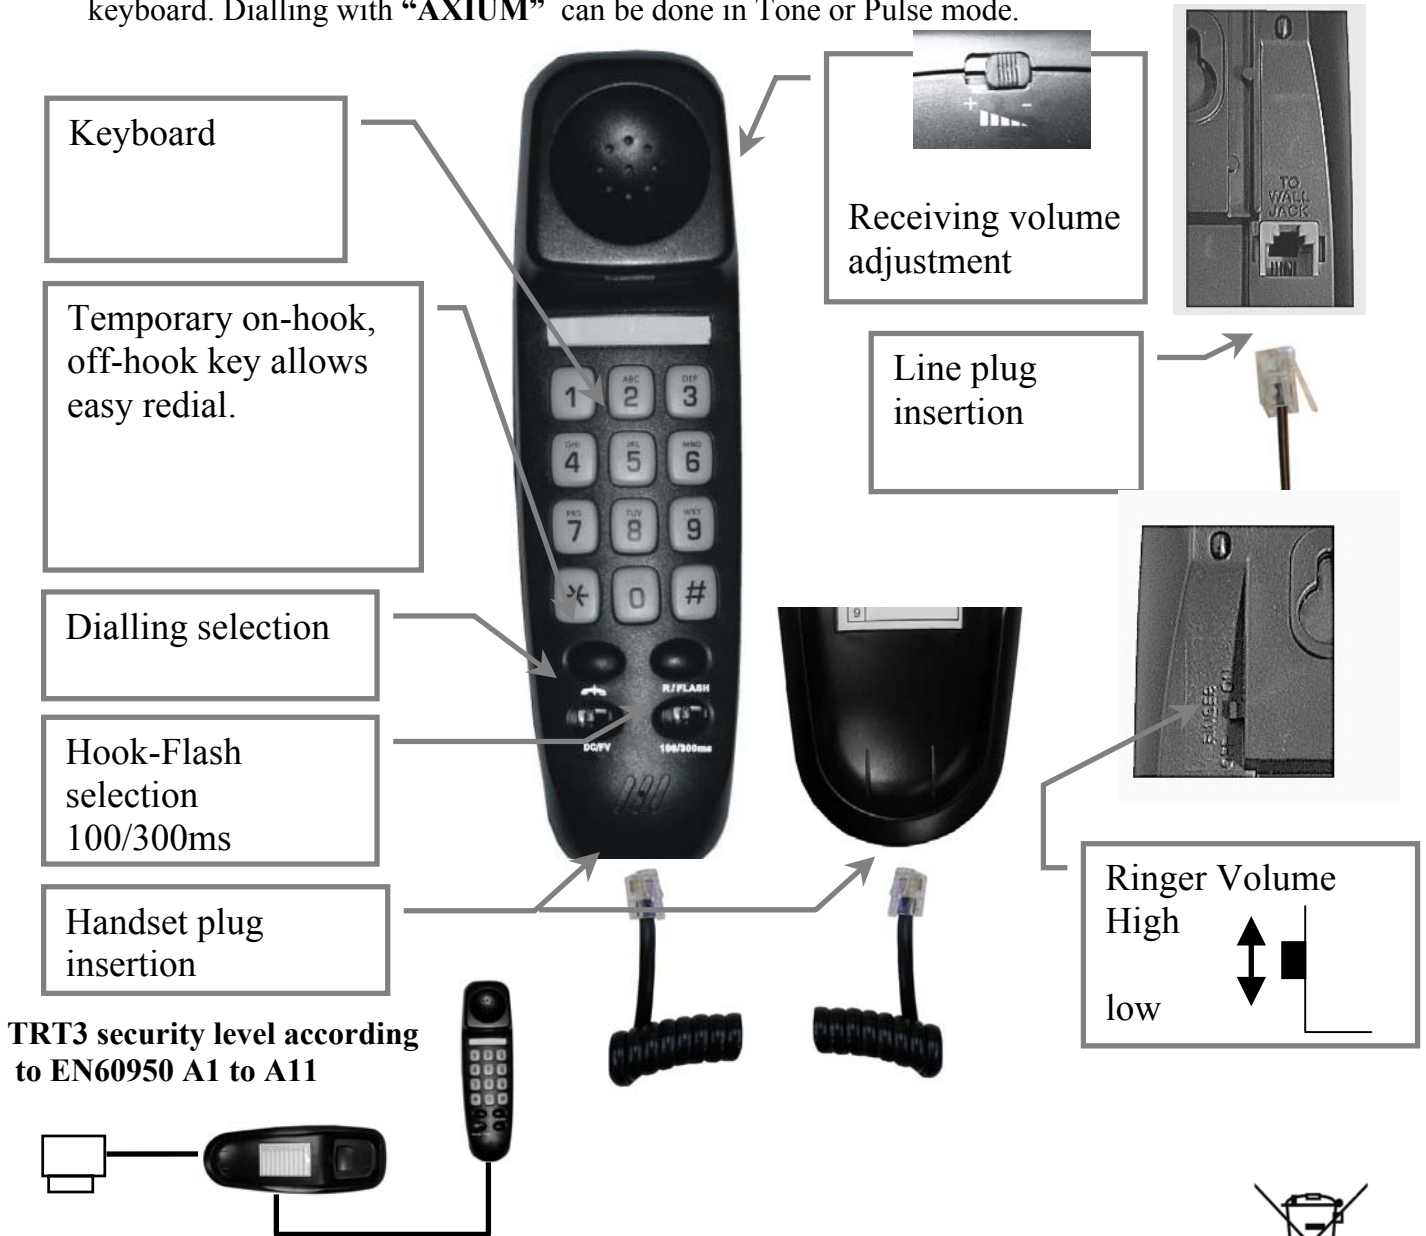 keyboard. Dialling with “AXIUM” can be done in Tone or Pulse mode.
Keyboard
Temporary on-hook,
off-hook key allows
easy redial.
Dialling selection
Hook-Flash
selection
100/300ms
Handset plug
insertion
+ -
Receiving volume
adjustment
TO
WALL
JACK
Line plug
insertion
1
ABC
2
DEF
3
GHI
4
JKL
5
MNO
6
PRS
7
TUV
8
WXY
9
*
0
#
R/FLASH
DC/FV
100/300ms
9
RINGER
OFF ON
Ringer Volume
High
low
TRT3 security level according
to EN60950 A1 to A11